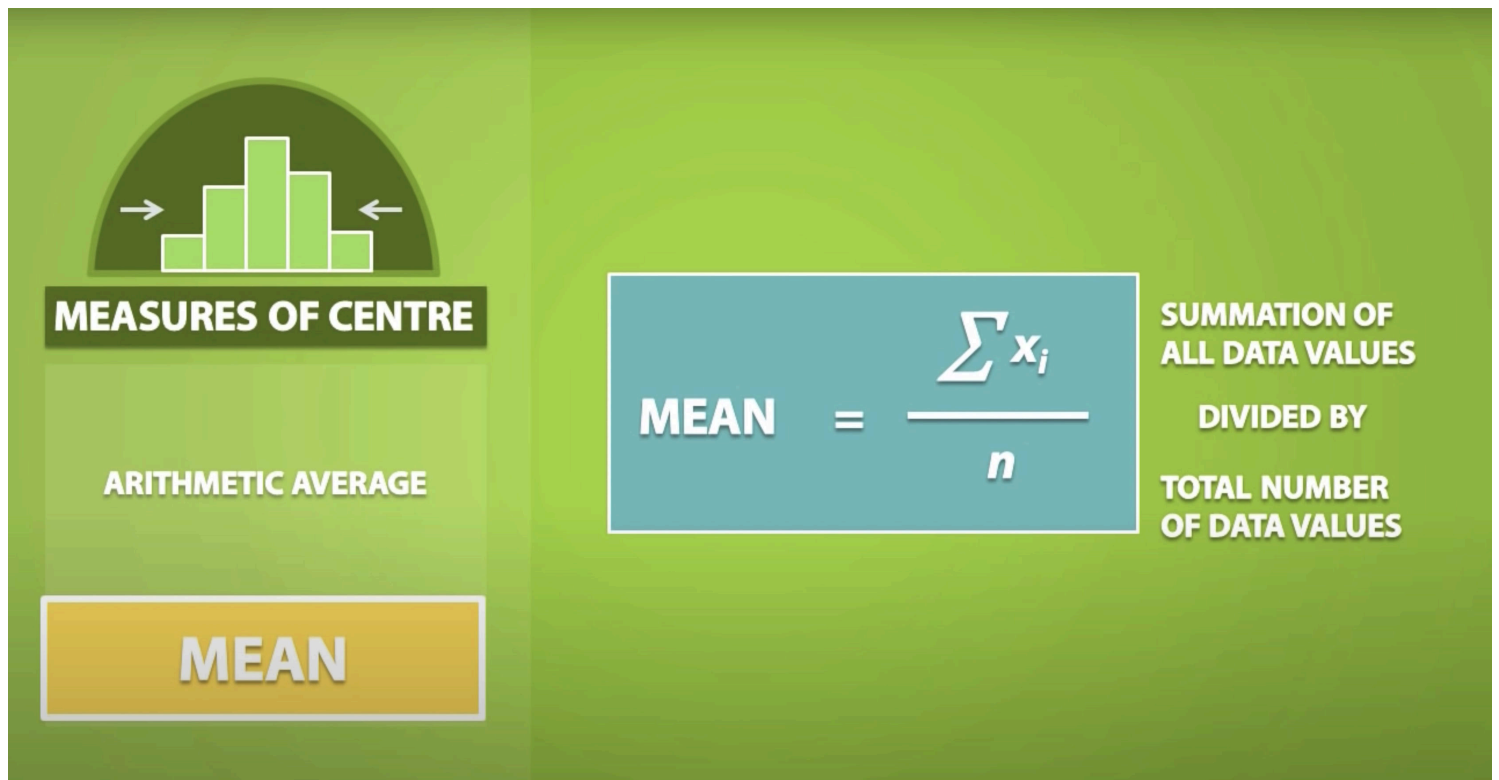 MEASURES OF CENTRE
ARITHMETIC AVERAGE
MEAN
MEAN = ∑ xᵢ / n
SUMMATION OF
ALL DATA VALUES
DIVIDED BY
TOTAL NUMBER
OF DATA VALUES